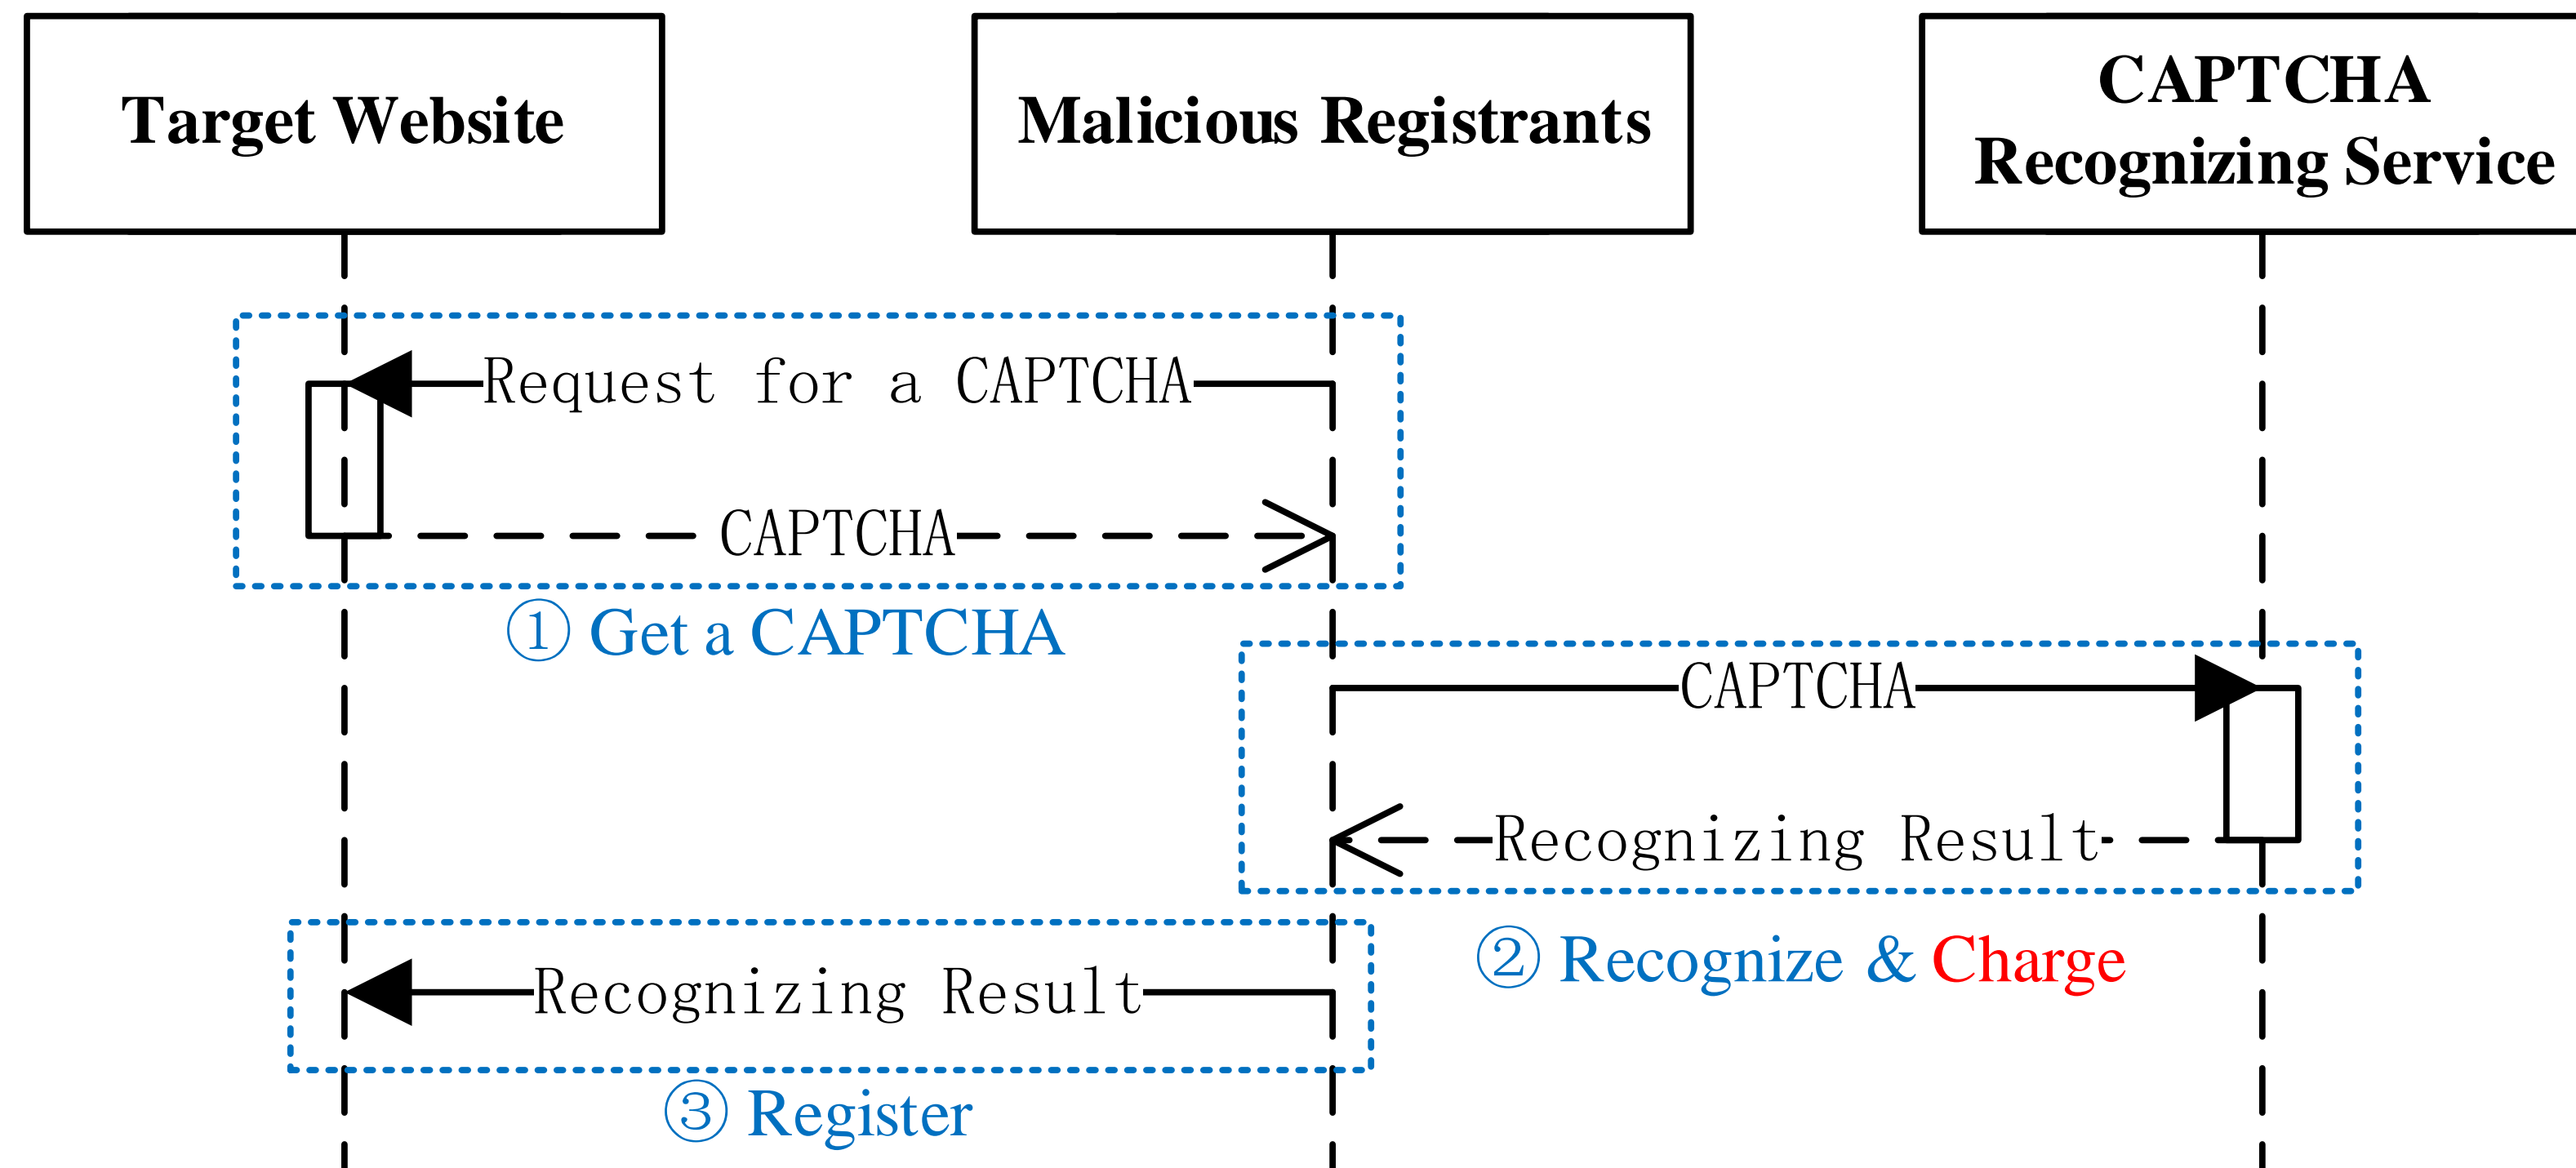 Target Website
Malicious Registrants
CAPTCHA
Recognizing Service
Request for a CAPTCHA
CAPTCHA
① Get a CAPTCHA
CAPTCHA
Recognizing Result
② Recognize & Charge
Recognizing Result
③ Register